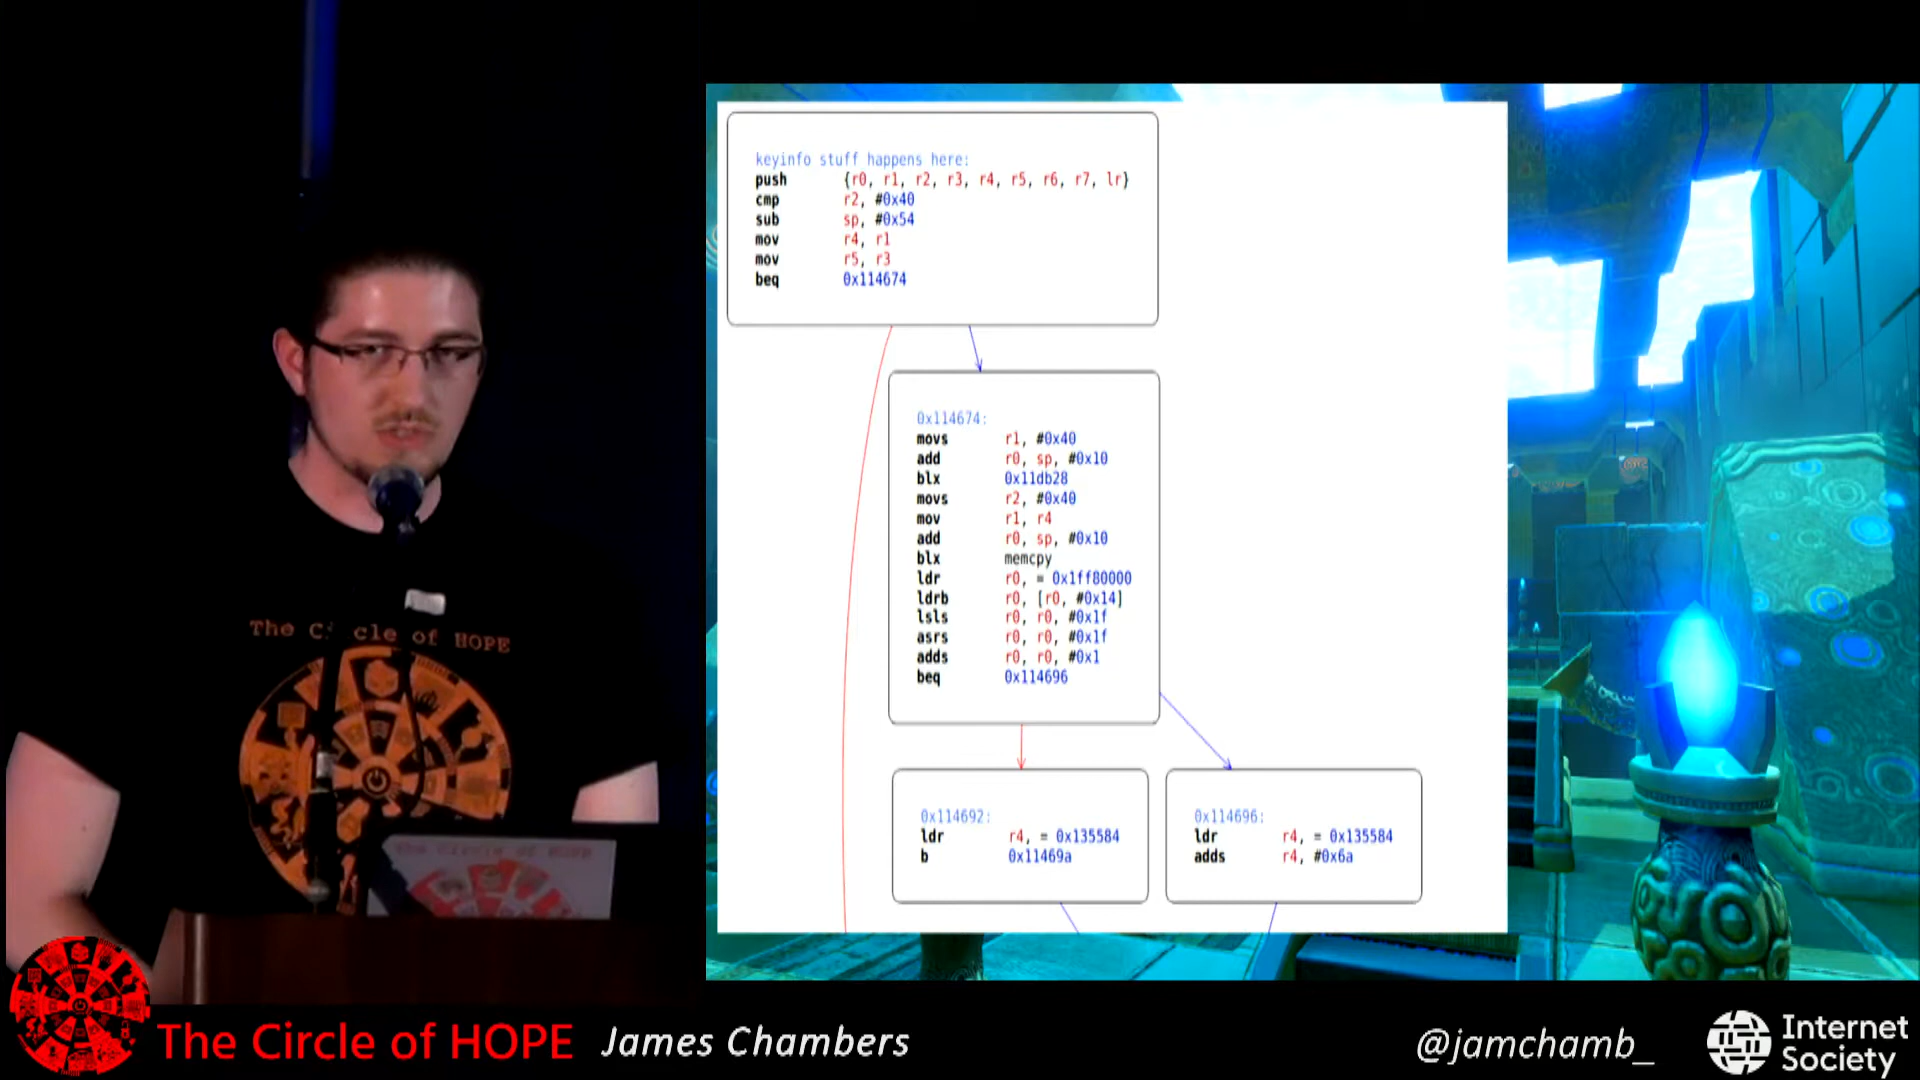 keyinfo stuff happens here:
push {r0, r1, r2, r3, r4, r5, r6, r7, lr}
cmp r2, #0x40
sub sp, #0x54
mov r4, r1
mov r5, r3
beq 0x114674
0x114674:
movs r1, #0x40
add r0, sp, #0x10
blx 0x11db28
movs r2, #0x40
mov r1, r4
add r0, sp, #0x10
blx memcpy
ldr r0, = 0x1ff80000
ldrb r0, [r0, #0x14]
lsls r0, r0, #0x1f
asrs r0, r0, #0x1f
adds r0, r0, #0x1
beq 0x114696
0x114692:
ldr r4, = 0x135584
b 0x11469a
0x114696:
ldr r4, = 0x135584
adds r4, #0x6a
The C cle of HOPE
The Circle of HOPE
The Circle of HOPE
James Chambers
@jamchamb_
Internet
Society